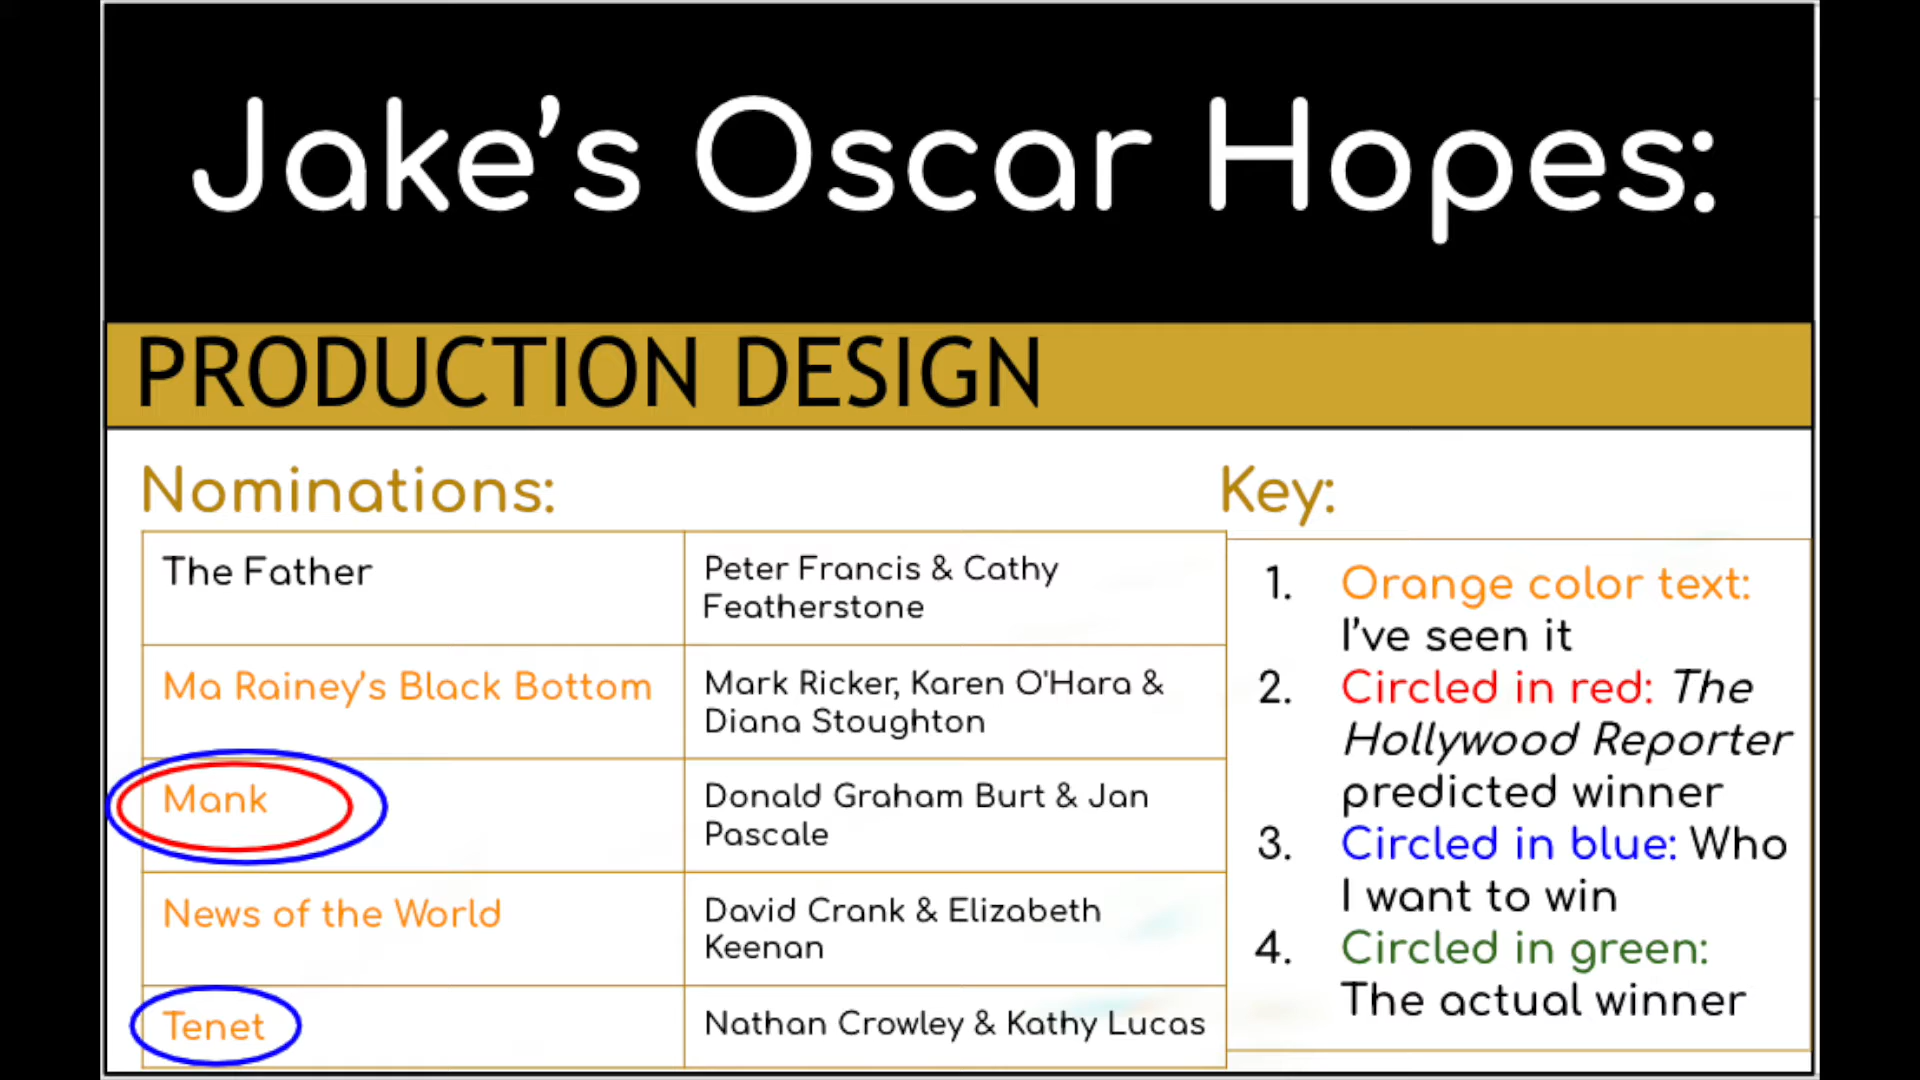 Jake’s Oscar Hopes:
PRODUCTION DESIGN
Nominations:
The Father
Peter Francis & Cathy
Featherstone
Ma Rainey’s Black Bottom
Mark Ricker, Karen O'Hara &
Diana Stoughton
Mank
Donald Graham Burt & Jan
Pascale
News of the World
David Crank & Elizabeth
Keenan
Tenet
Nathan Crowley & Kathy Lucas
Key:
1. Orange color text:
I’ve seen it
2. Circled in red: The
Hollywood Reporter
predicted winner
3. Circled in blue: Who
I want to win
4. Circled in green:
The actual winner